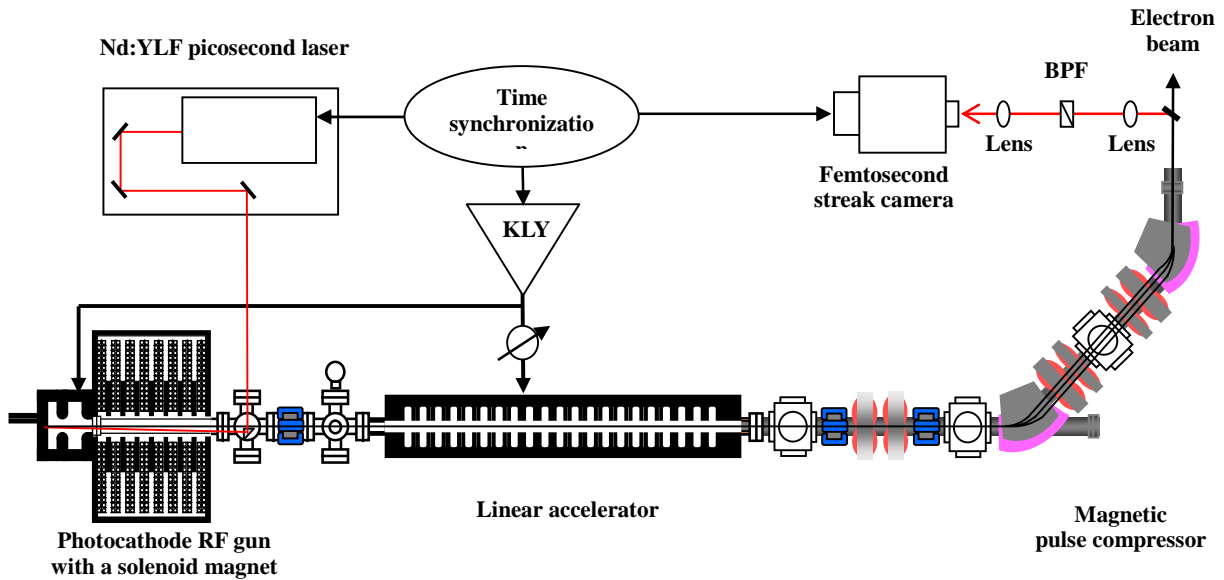 Nd:YLF picosecond laser
Electron
beam
BPF
Time
synchronizatio
n
Lens
Lens
Femtosecond
streak camera
KLY
Linear accelerator
Photocathode RF gun
with a solenoid magnet
Magnetic
pulse compressor